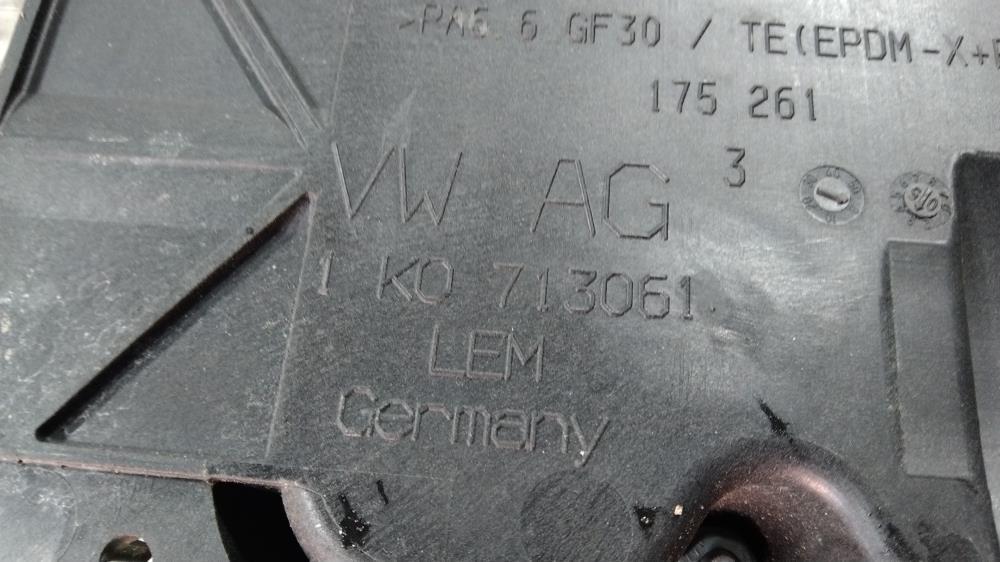 >PA6.6 GF30 / TE(EPDM-X+P
175 261
3
VW AG
1 K0 713061
LEM
Germany